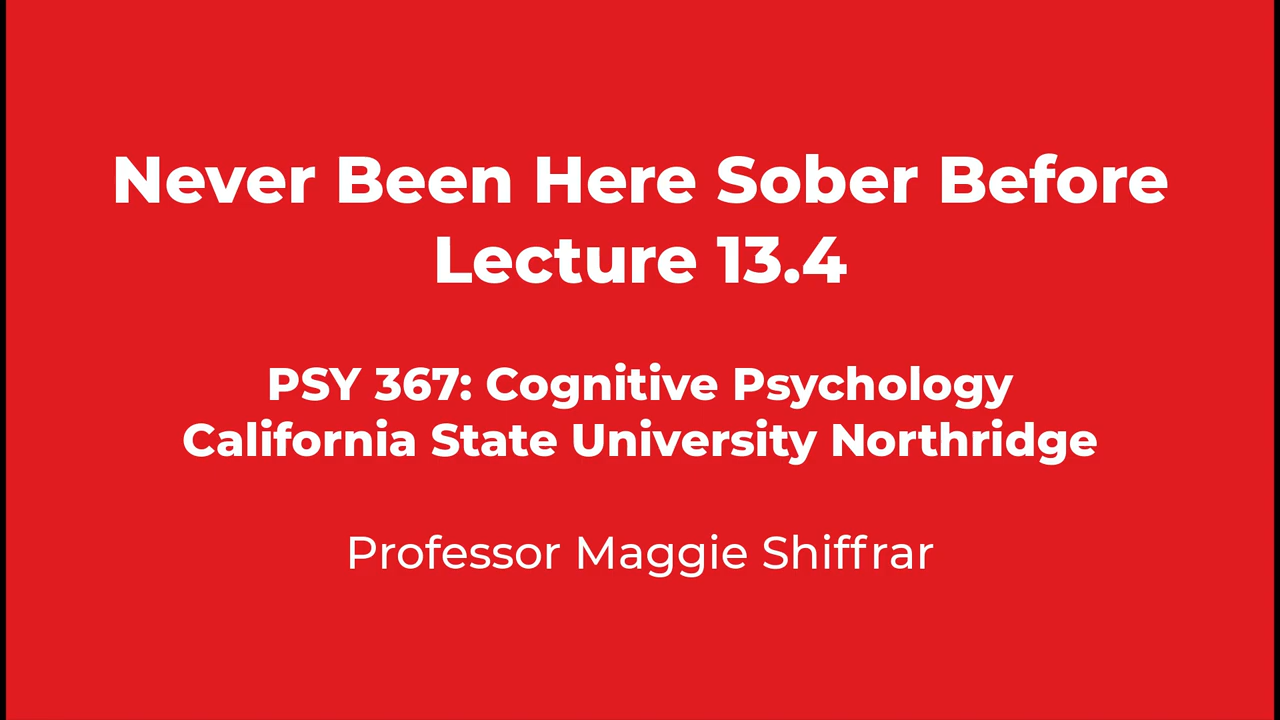 Never Been Here Sober Before
Lecture 13.4
PSY 367: Cognitive Psychology
California State University Northridge
Professor Maggie Shiffrar